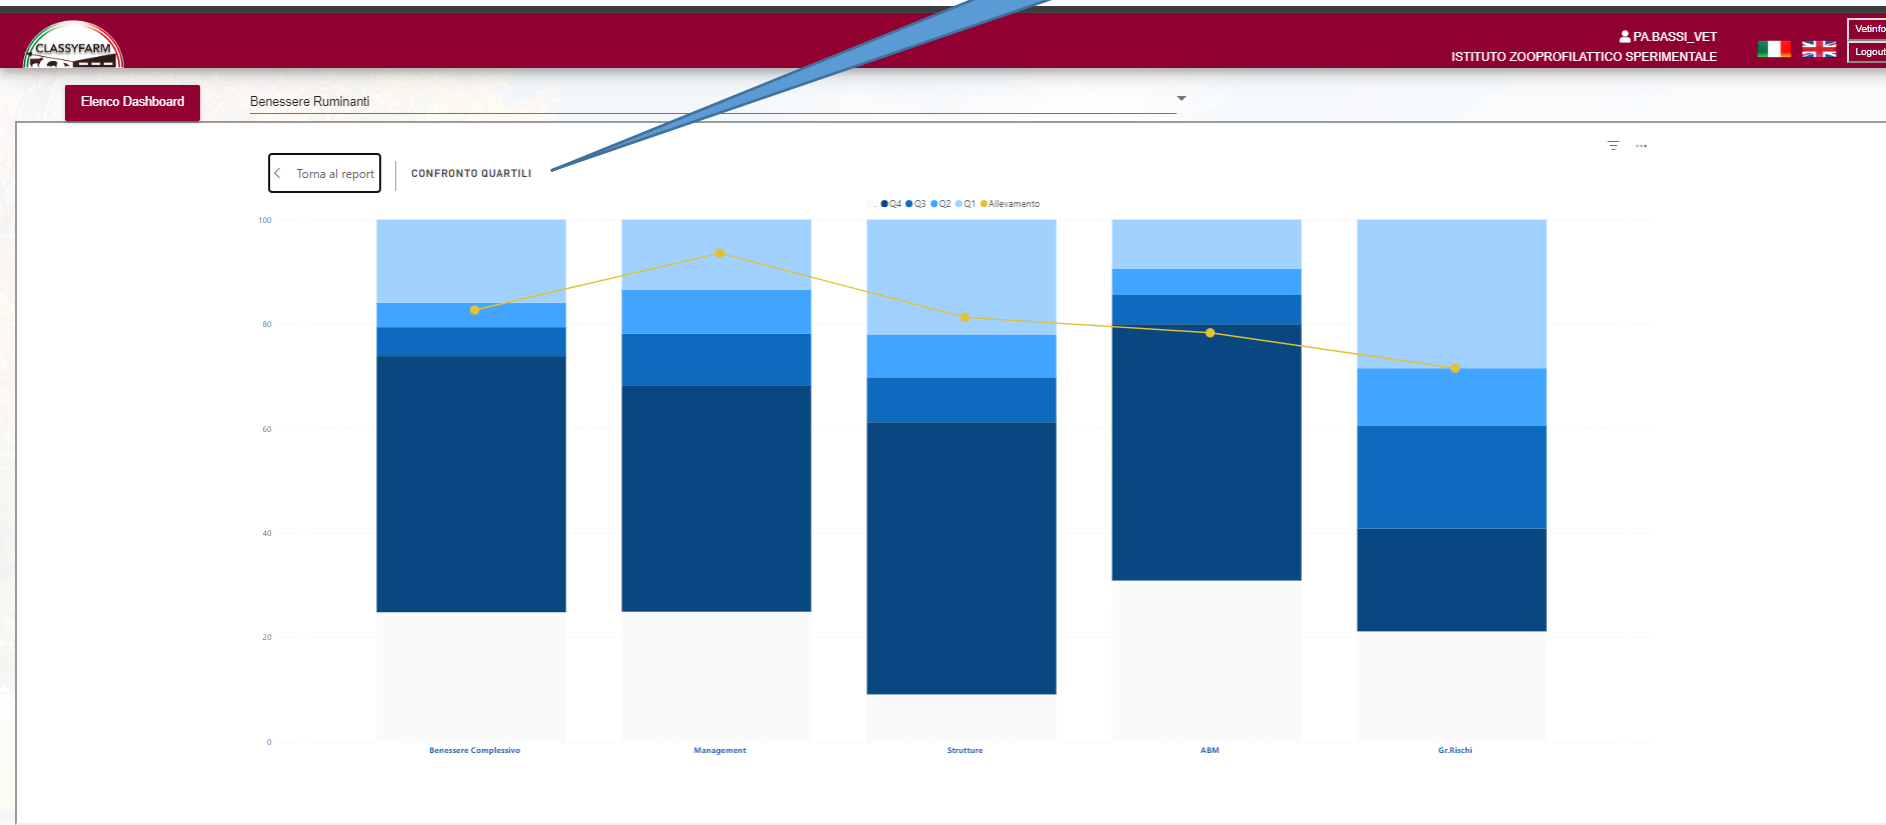 CLASSYFARM
PA.BASSI_VET
ISTITUTO ZOOPROFILATTICO SPERIMENTALE
Vetinfo
Logout
Elenco Dashboard
Benessere Ruminanti
Torna al report
CONFRONTO QUARTILI
. Q4 Q3 Q2 Q1 Allevamento
100
80
60
40
20
0
Benessere Complessivo
Management
Strutture
ABM
Gr.Rischi